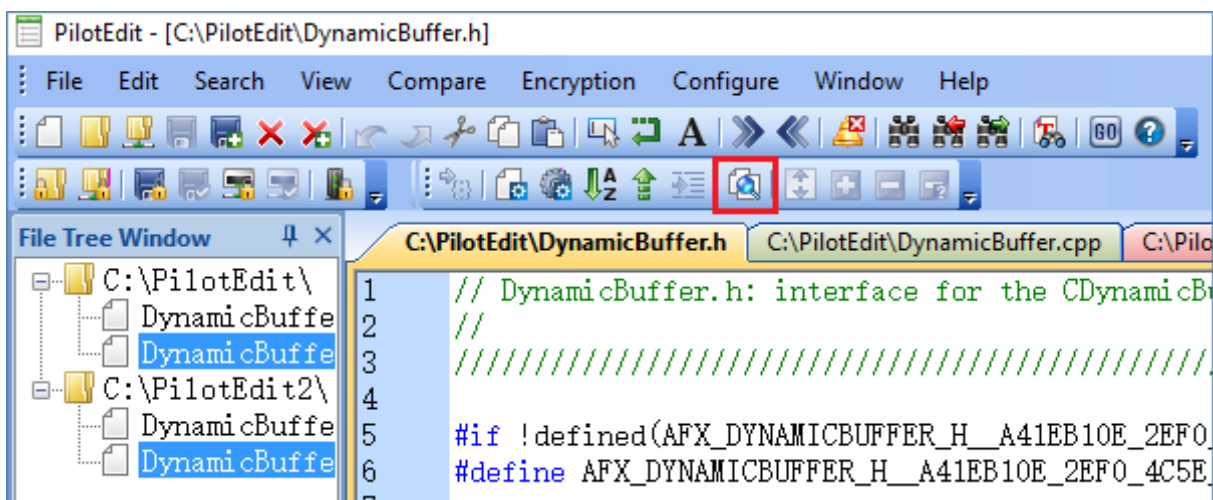 PilotEdit - [C:\PilotEdit\DynamicBuffer.h]
File Edit Search View Compare Encryption Configure Window Help
A GO ?
A Z
File Tree Window
C:\PilotEdit\DynamicBuffer.h C:\PilotEdit\DynamicBuffer.cpp C:\Pilo
C:\PilotEdit\
DynamicBuffe
DynamicBuffe
C:\PilotEdit2\
DynamicBuffe
DynamicBuffe
1 // DynamicBuffer.h: interface for the CDynamicBu
2 //
3 ////////////////////////////////////////////////////
4
5 #if !defined(AFX_DYNAMICBUFFER_H__A41EB10E_2EF0_
6 #define AFX_DYNAMICBUFFER_H__A41EB10E_2EF0_4C5E_